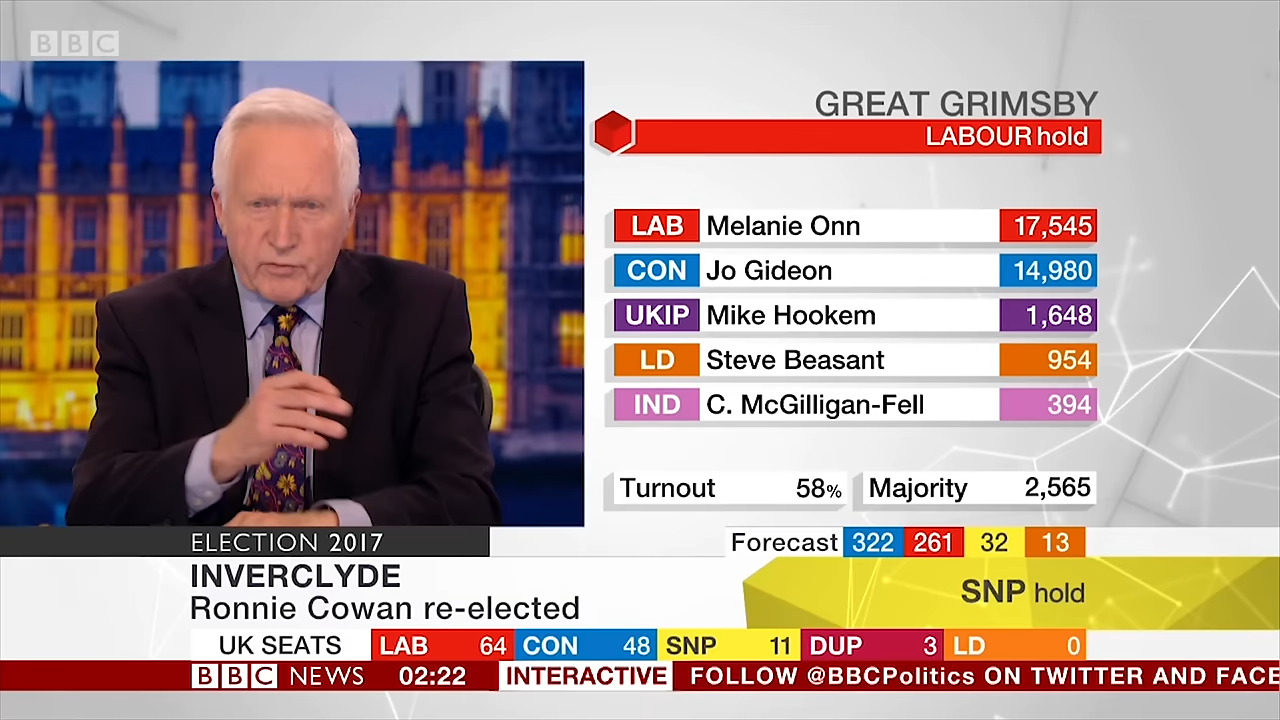 BBC
GREAT GRIMSBY
LABOUR hold
LAB Melanie Onn 17,545
CON Jo Gideon 14,980
UKIP Mike Hookem 1,648
LD Steve Beasant 954
IND C. McGilligan-Fell 394
Turnout 58% Majority 2,565
ELECTION 2017
Forecast 322 261 32 13
INVERCLYDE
Ronnie Cowan re-elected
SNP hold
UK SEATS LAB 64 CON 48 SNP 11 DUP 3 LD 0
BBC NEWS 02:22 INTERACTIVE FOLLOW @BBCPolitics ON TWITTER AND FACE